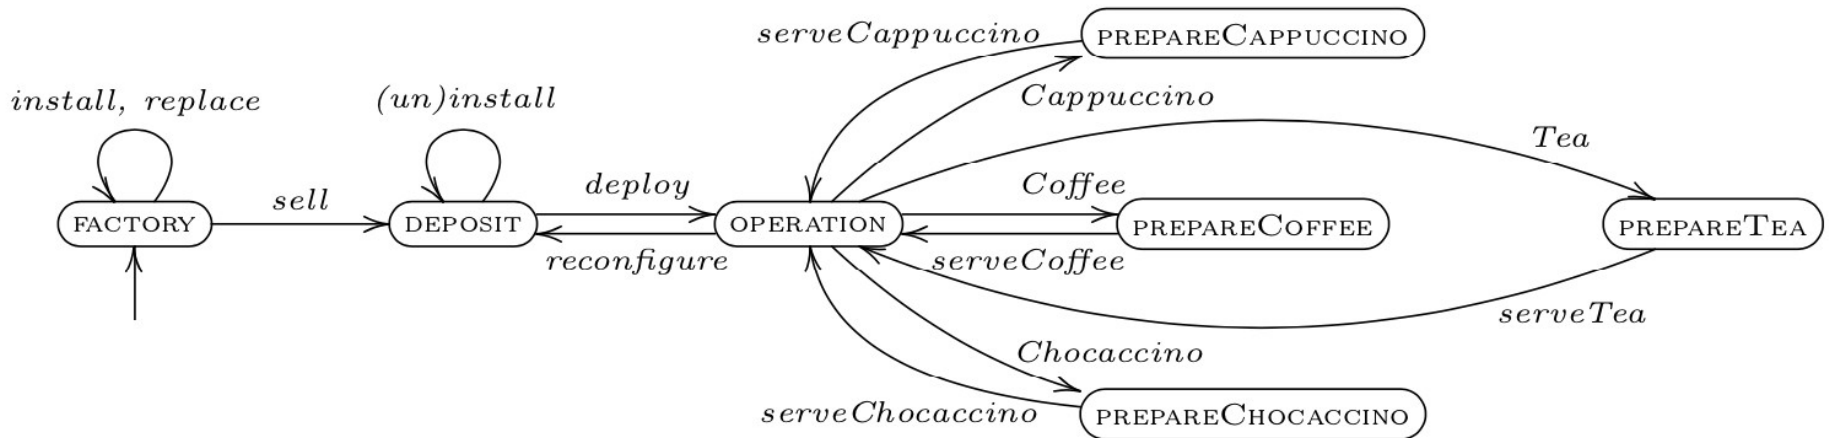 serveCappuccino
PREPARECAPPUCCINO
install, replace
(un)install
Cappuccino
Tea
sell
deploy
Coffee
FACTORY
DEPOSIT
OPERATION
PREPARECOFFEE
PREPARETEA
reconfigure
serveCoffee
serveTea
Chocaccino
serveChocaccino
PREPARECHOCACCINO